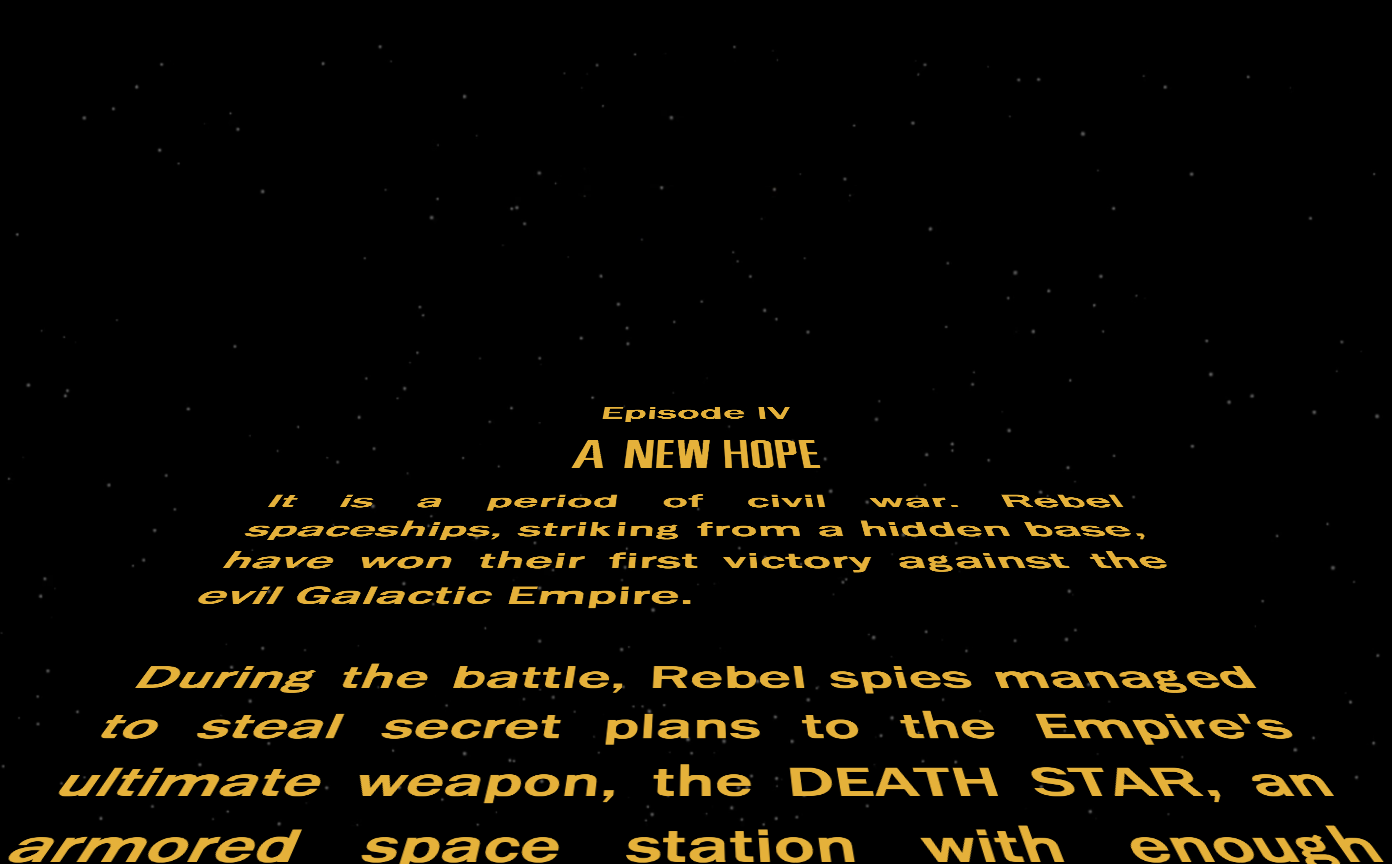 Episode IV
A NEW HOPE
It is a period of civil war. Rebel
spaceships, striking from a hidden base,
have won their first victory against the
evil Galactic Empire.
During the battle, Rebel spies managed
to steal secret plans to the Empire's
ultimate weapon, the DEATH STAR, an
armored space station with enough